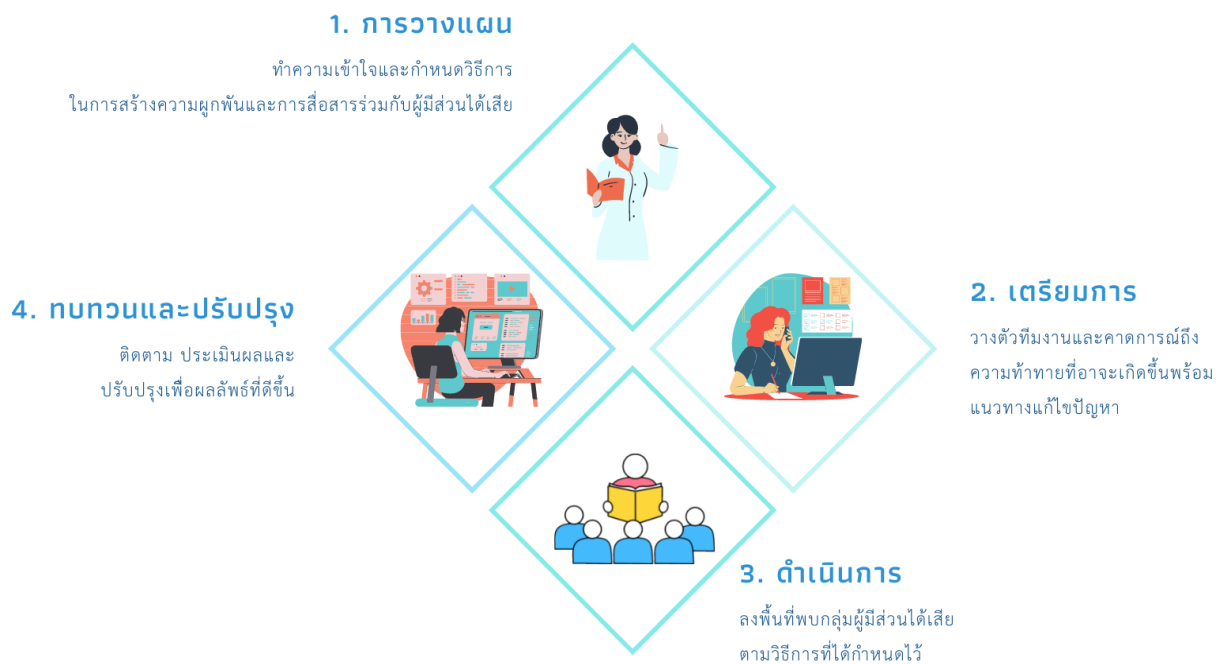 1. การวางแผน
ทำความเข้าใจและกำหนดวิธีการ
ในการสร้างความผูกพันและการสื่อสารร่วมกับผู้มีส่วนได้เสีย
2. เตรียมการ
วางตัวทีมงานและคาดการณ์ถึง
ความท้าทายที่อาจะเกิดขึ้นพร้อม
แนวทางแก้ไขปัญหา
3. ดำเนินการ
ลงพื้นที่พบกลุ่มผู้มีส่วนได้เสีย
ตามวิธีการที่ได้กำหนดไว้
4. ทบทวนและปรับปรุง
ติดตาม ประเมินผลและ
ปรับปรุงเพื่อผลลัพธ์ที่ดีขึ้น